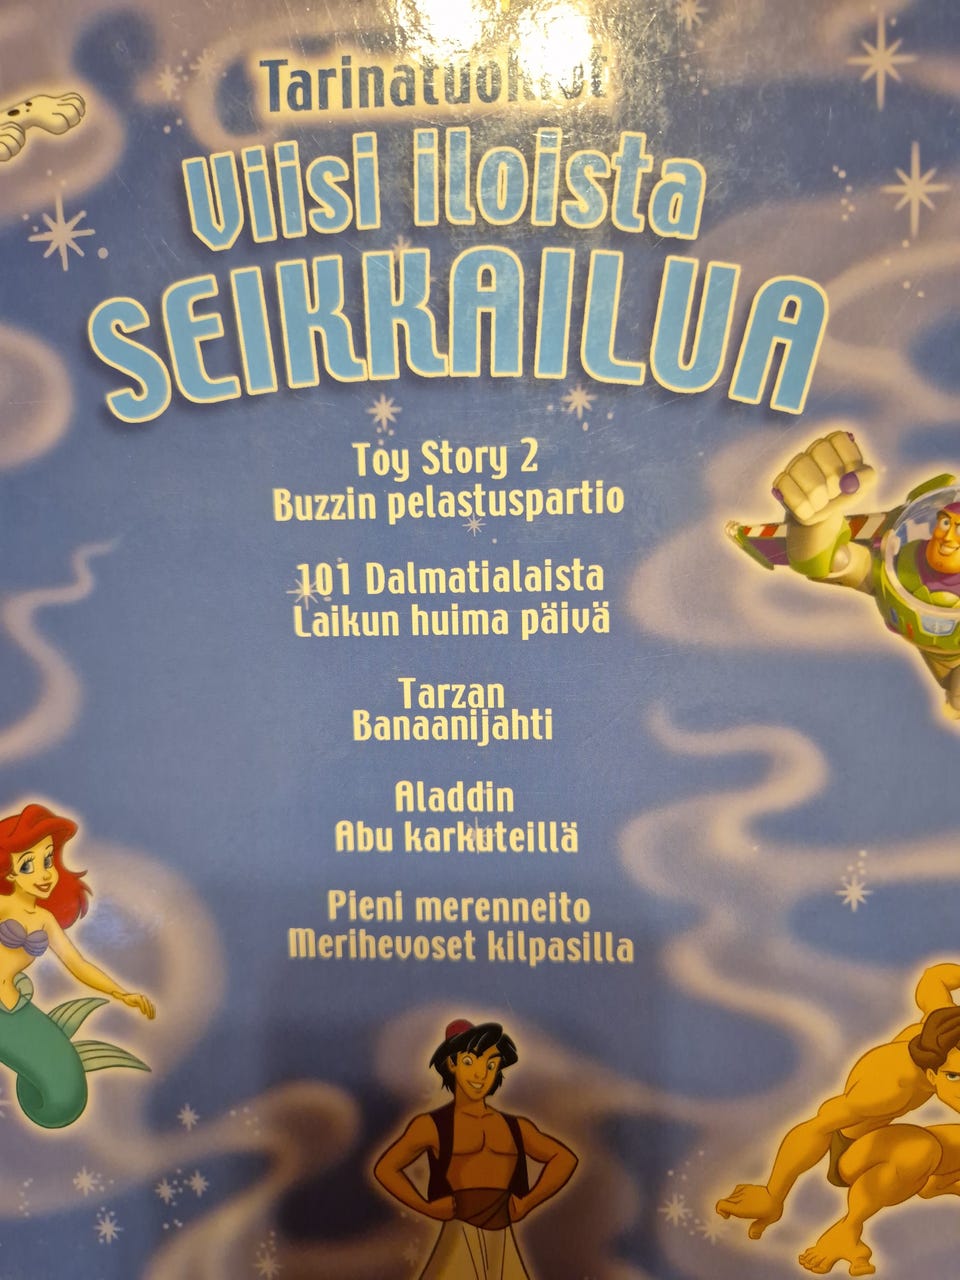 Viisi iloista
SEIKKAILUA
Toy Story 2
Buzzin pelastuspartio
101 Dalmatialaista
Laikun huima päivä
Tarzan
Banaanijahti
Aladdin
Abu karkuteillä
Pieni merenneito
Merihevoset kilpasilla